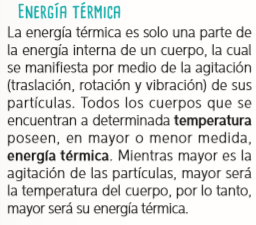 ENERGÍA TÉRMICA
La energía térmica es solo una parte de
la energía interna de un cuerpo, la cual
se manifiesta por medio de la agitación
(traslación, rotación y vibración) de sus
partículas. Todos los cuerpos que se
encuentran a determinada temperatura
poseen, en mayor o menor medida,
energía térmica. Mientras mayor es la
agitación de las partículas, mayor será
la temperatura del cuerpo, por lo tanto,
mayor será su energía térmica.